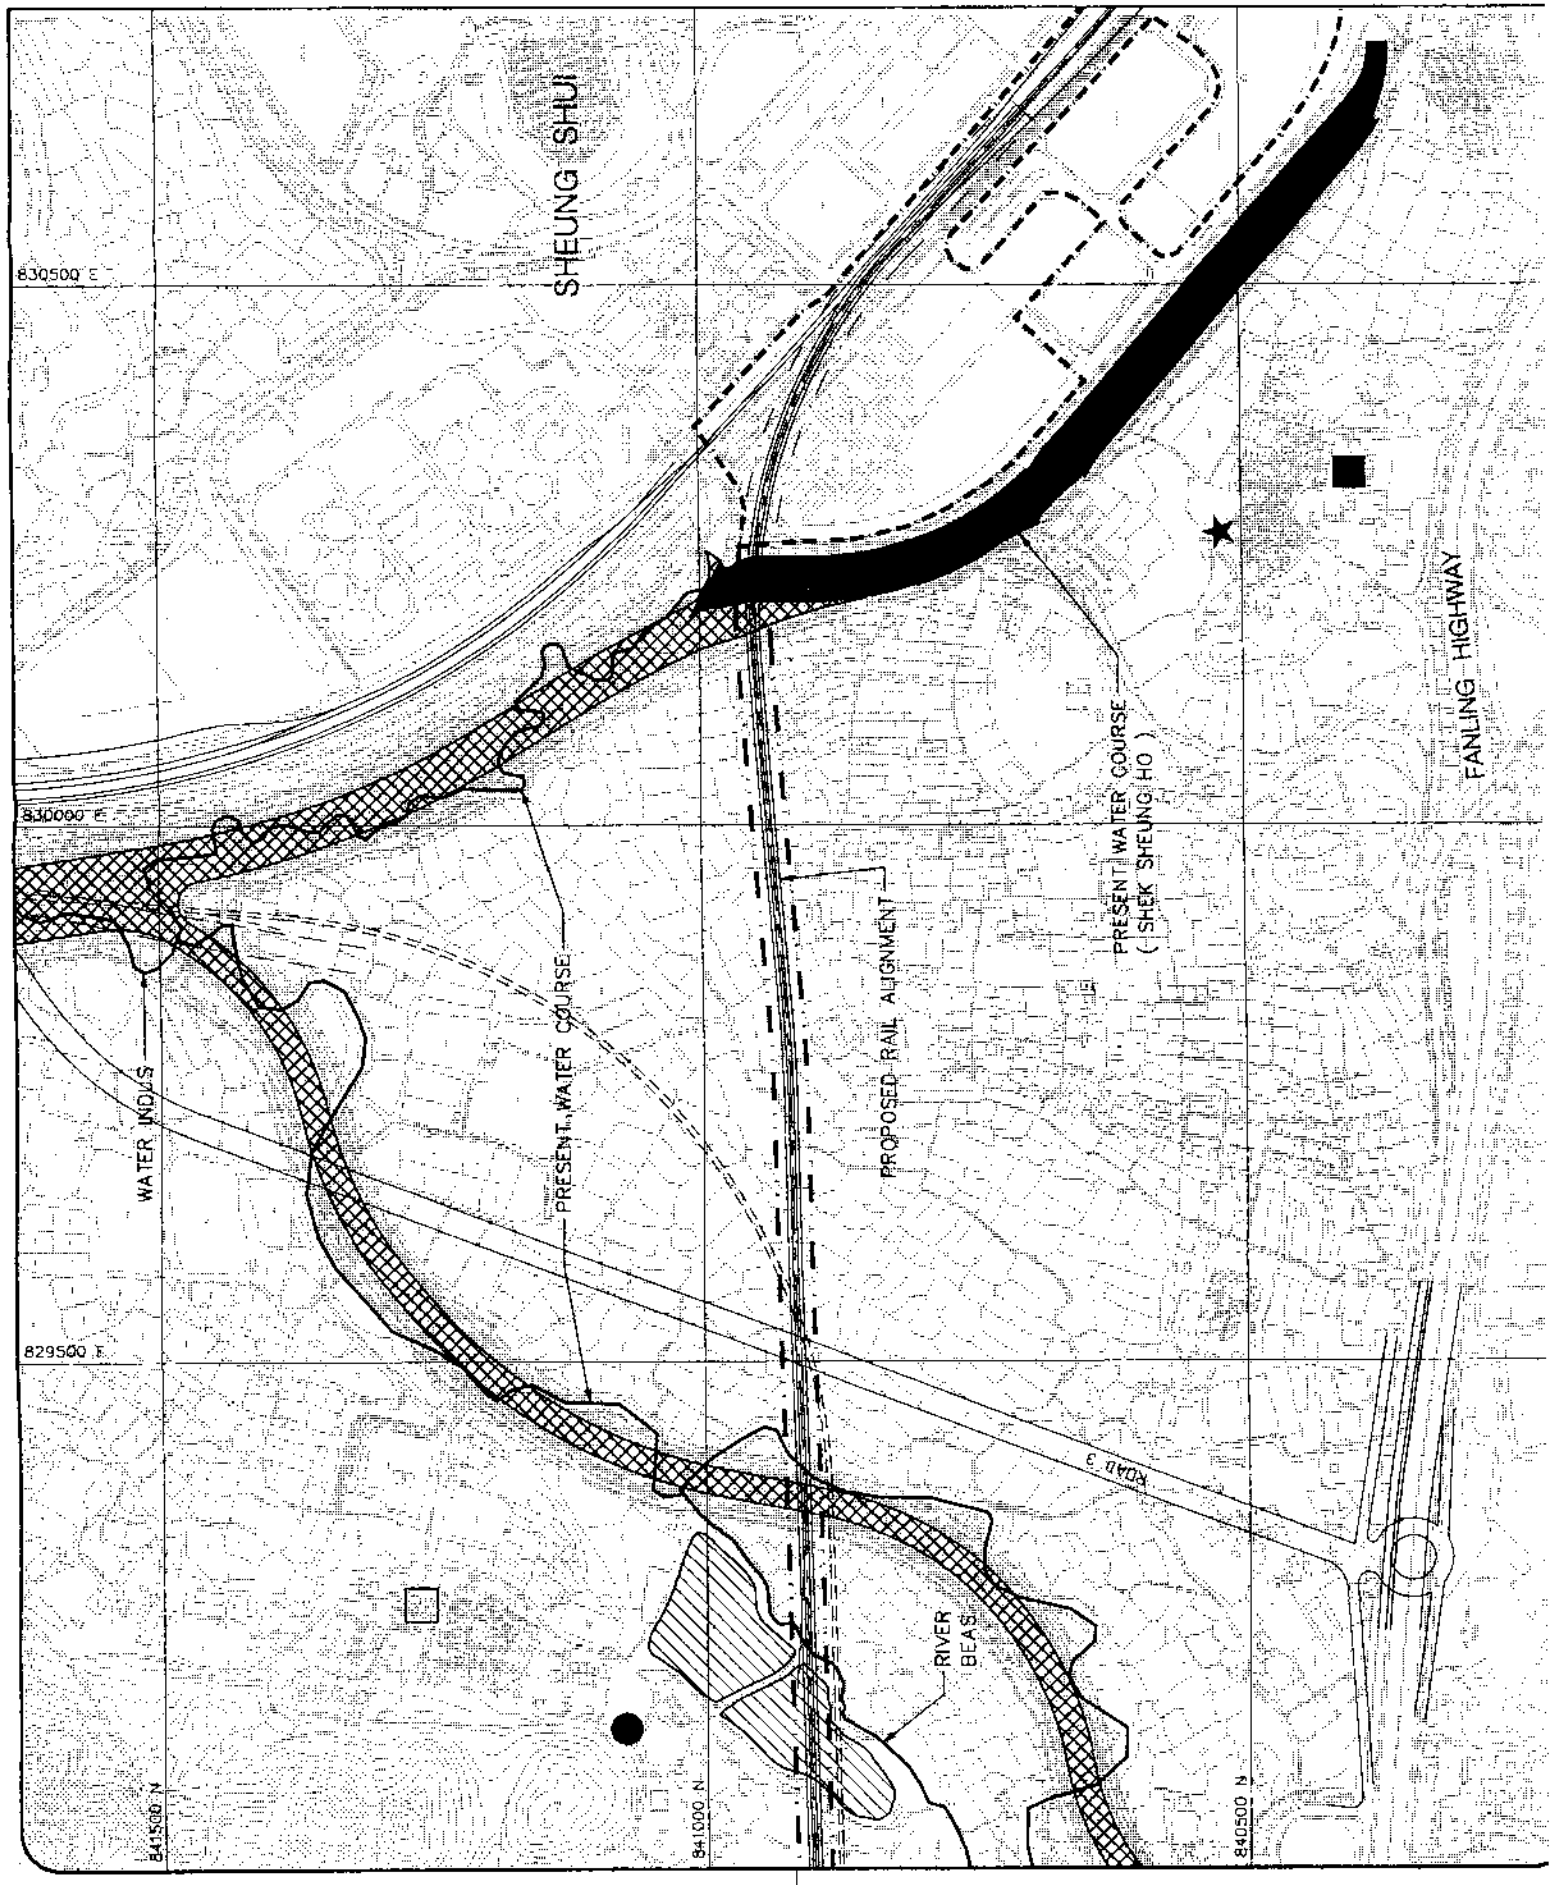 SHEUNG SHUI
830500 E
830000 E
829500 E
WATER INDUS
PRESENT WATER COURSE
PROPOSED RAIL ALIGNMENT
PRESENT WATER COURSE
( SHEK SHEUNG HO )
FANLING HIGHWAY
ROAD 3
RIVER
BEAS
841500 N
841000 N
840500 N